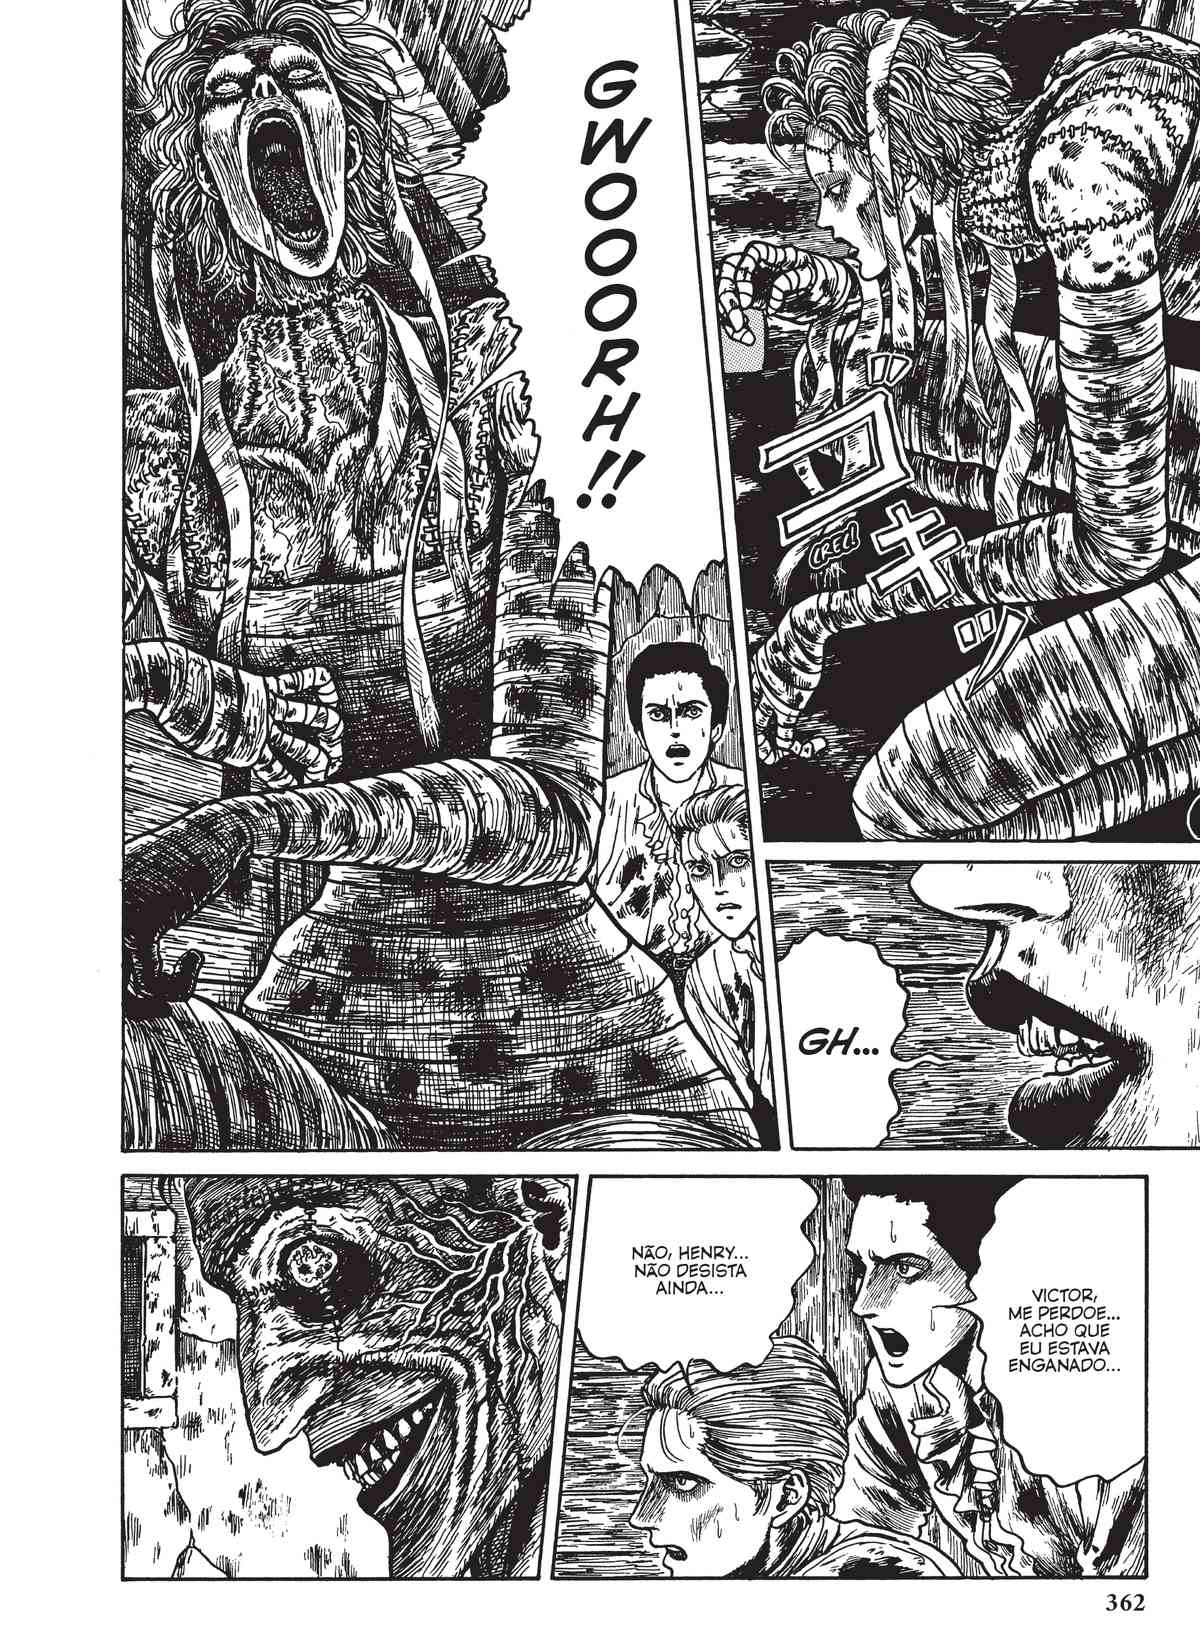 ゴキッ
CREC!
GH...
GWOOORH!!
VICTOR,
ME PERDOE...
ACHO QUE
EU ESTAVA
ENGANADO...
NÃO, HENRY...
NÃO DESISTA
AINDA...
362